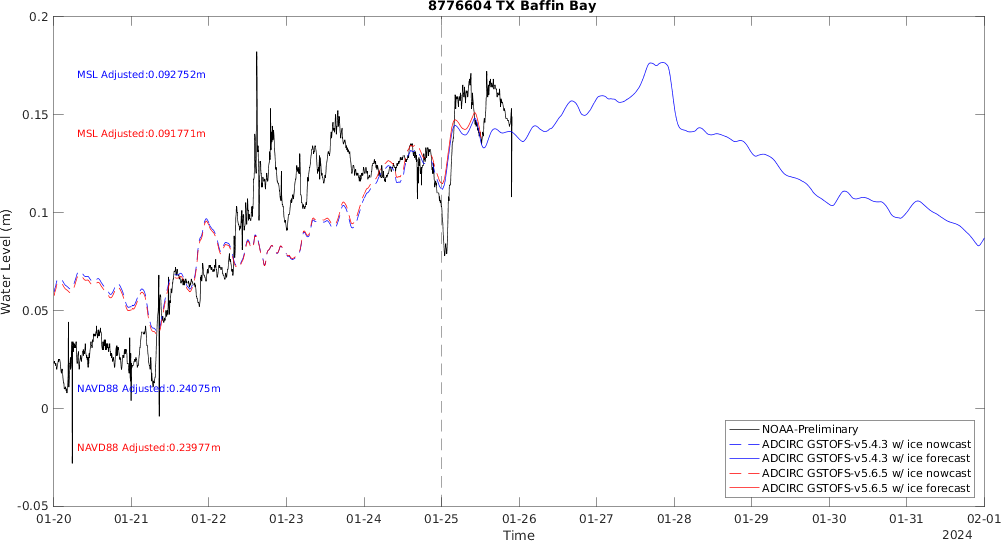 8776604 TX Baffin Bay
0.2
0.15
0.1
0.05
0
-0.05
Water Level (m)
MSL Adjusted:0.092752m
MSL Adjusted:0.091771m
NAVD88 Adjusted:0.24075m
NAVD88 Adjusted:0.23977m
NOAA-Preliminary
ADCIRC GSTOFS-v5.4.3 w/ ice nowcast
ADCIRC GSTOFS-v5.4.3 w/ ice forecast
ADCIRC GSTOFS-v5.6.5 w/ ice nowcast
ADCIRC GSTOFS-v5.6.5 w/ ice forecast
01-20 01-21 01-22 01-23 01-24 01-25 01-26 01-27 01-28 01-29 01-30 01-31 02-01
Time
2024